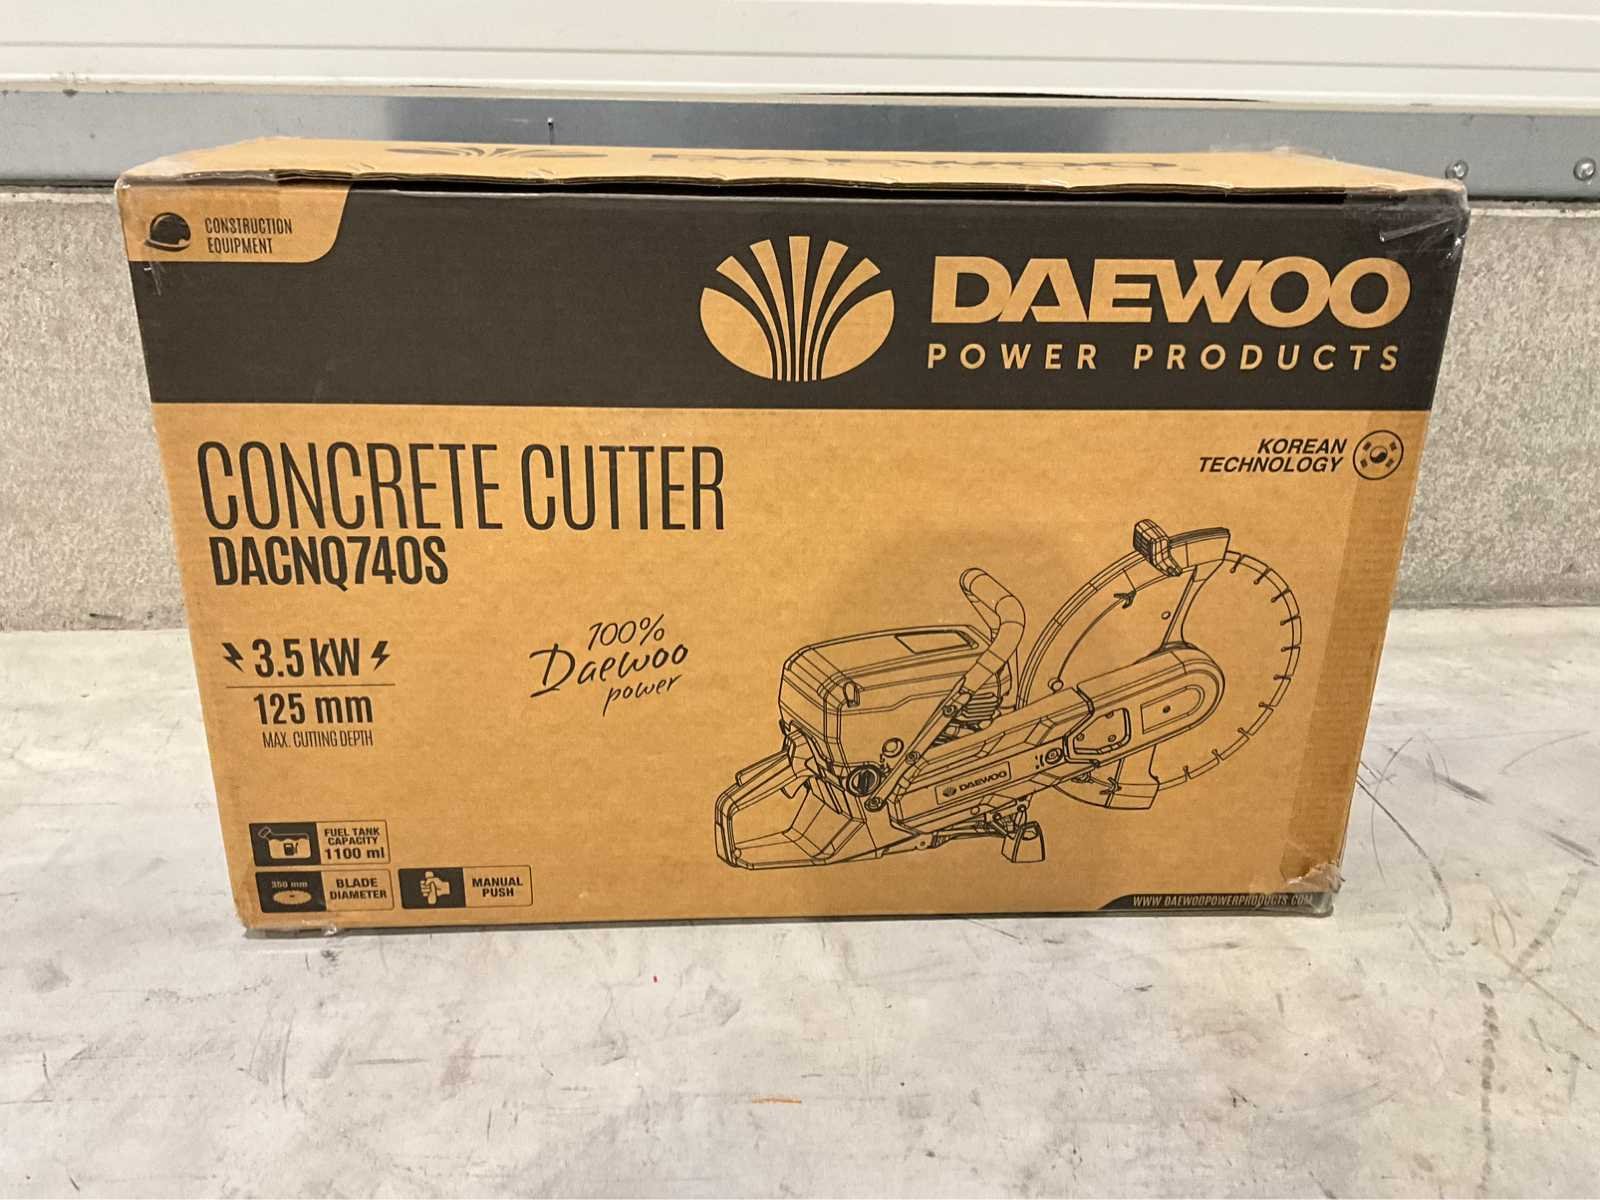 DAEWOO
CONSTRUCTION
EQUIPMENT
DAEWOO
POWER PRODUCTS
CONCRETE CUTTER
DACNQ740S
KOREAN
TECHNOLOGY
3.5 kW
125 mm
MAX. CUTTING DEPTH
100%
Daewoo
power
DAEWOO
FUEL TANK
CAPACITY
1100 ml
350 mm
BLADE
DIAMETER
MANUAL
PUSH
WWW.DAEWOOPOWERPRODUCTS.COM